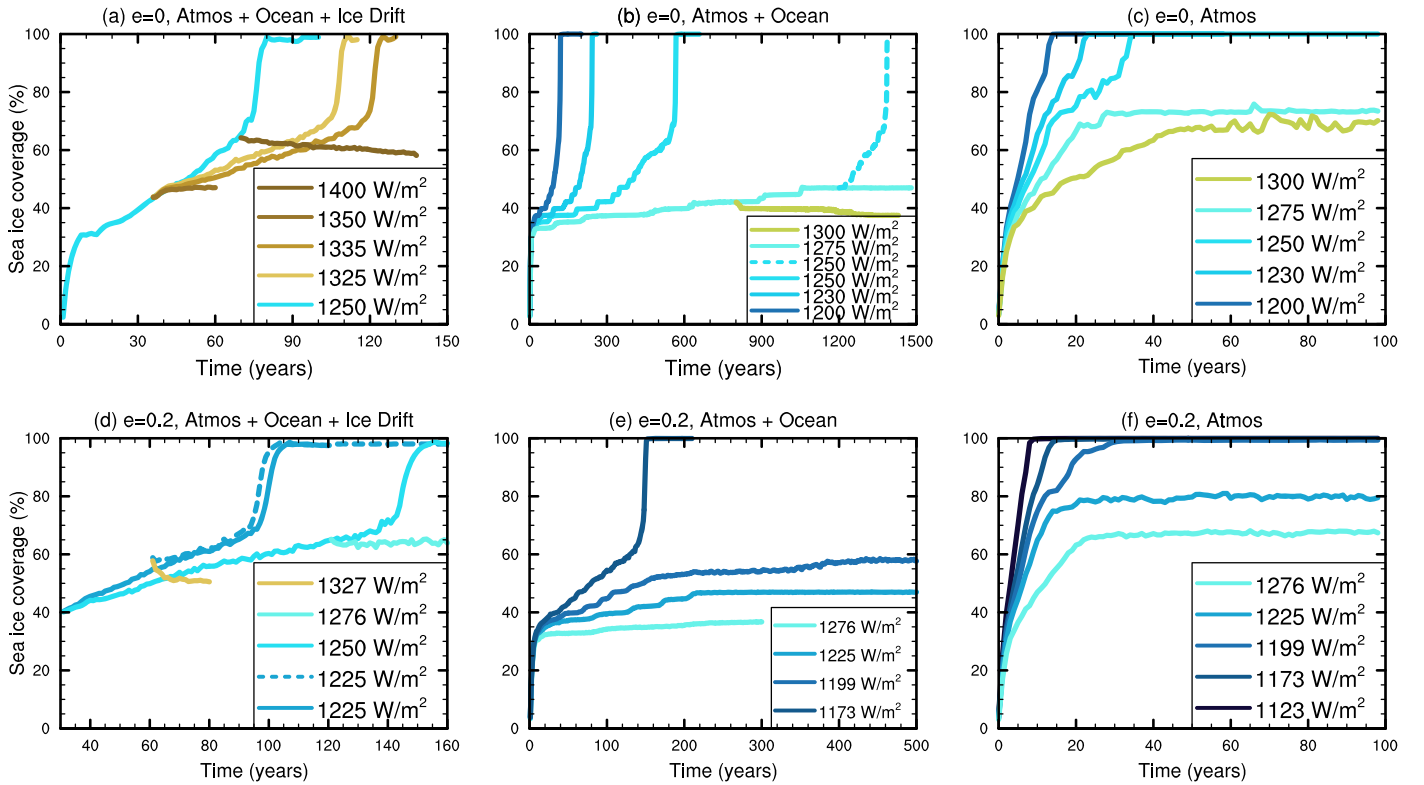 (a) e=0, Atmos + Ocean + Ice Drift
Sea ice coverage (%)
100
80
60
40
20
0
0 30 60 90 120 150
Time (years)
1400 W/m²
1350 W/m²
1335 W/m²
1325 W/m²
1250 W/m²
(b) e=0, Atmos + Ocean
100
80
60
40
20
0
0 300 600 900 1200 1500
Time (years)
1300 W/m²
1275 W/m²
1250 W/m²
1250 W/m²
1230 W/m²
1200 W/m²
(c) e=0, Atmos
100
80
60
40
20
0
0 20 40 60 80 100
Time (years)
1300 W/m²
1275 W/m²
1250 W/m²
1230 W/m²
1200 W/m²
(d) e=0.2, Atmos + Ocean + Ice Drift
Sea ice coverage (%)
100
80
60
40
20
0
40 60 80 100 120 140 160
Time (years)
1327 W/m²
1276 W/m²
1250 W/m²
1225 W/m²
1225 W/m²
(e) e=0.2, Atmos + Ocean
100
80
60
40
20
0
0 100 200 300 400 500
Time (years)
1276 W/m²
1225 W/m²
1199 W/m²
1173 W/m²
(f) e=0.2, Atmos
100
80
60
40
20
0
0 20 40 60 80 100
Time (years)
1276 W/m²
1225 W/m²
1199 W/m²
1173 W/m²
1123 W/m²